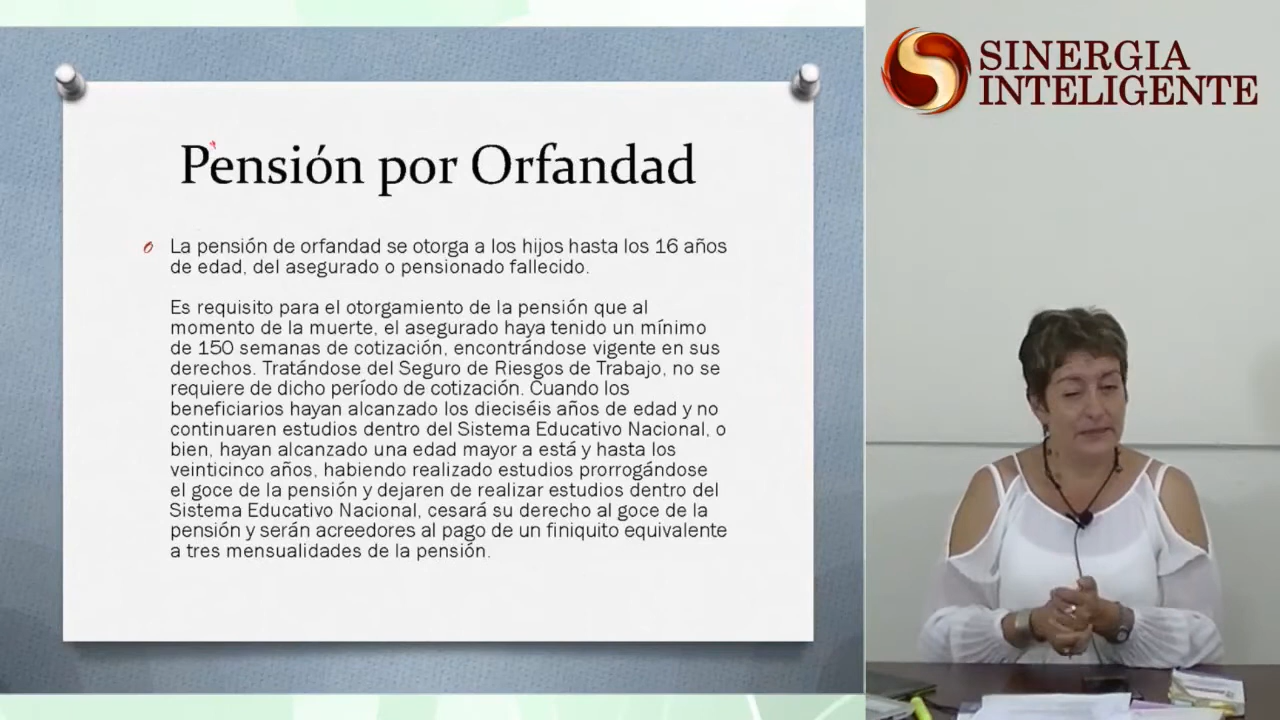 SINERGIA
INTELIGENTE
Pensión por Orfandad
La pensión de orfandad se otorga a los hijos hasta los 16 años
de edad, del asegurado o pensionado fallecido.
Es requisito para el otorgamiento de la pensión que al
momento de la muerte, el asegurado haya tenido un mínimo
de 150 semanas de cotización, encontrándose vigente en sus
derechos. Tratándose del Seguro de Riesgos de Trabajo, no se
requiere de dicho período de cotización. Cuando los
beneficiarios hayan alcanzado los dieciséis años de edad y no
continuaren estudios dentro del Sistema Educativo Nacional, o
bien, hayan alcanzado una edad mayor a está y hasta los
veinticinco años, habiendo realizado estudios prorrogándose
el goce de la pensión y dejaren de realizar estudios dentro del
Sistema Educativo Nacional, cesará su derecho al goce de la
pensión y serán acreedores al pago de un finiquito equivalente
a tres mensualidades de la pensión.